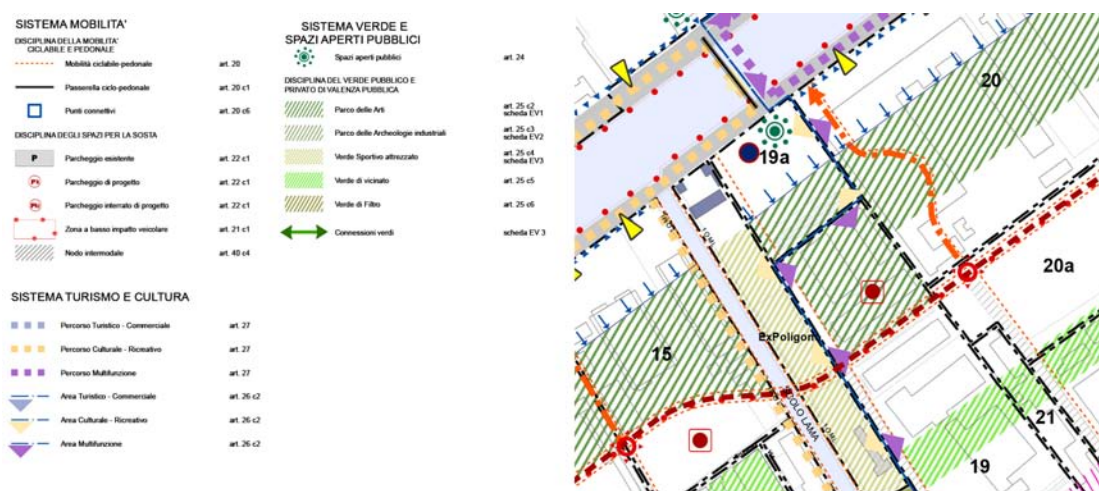 SISTEMA MOBILITA'
DISCIPLINA DELLA MOBILITA'
CICLABILE E PEDONALE
Mobilità ciclabile-pedonale art. 20
Passerella ciclo-pedonale art. 20 c1
Punti connettivi art. 20 c6
DISCIPLINA DEGLI SPAZI PER LA SOSTA
P Parcheggio esistente art. 22 c1
Parcheggio di progetto art. 22 c1
Parcheggio interrato di progetto art. 22 c1
Zona a basso impatto veicolare art. 21 c1
Nodo intermodale art. 40 c4
SISTEMA VERDE E
SPAZI APERTI PUBBLICI
Spazi aperti pubblici art. 24
DISCIPLINA DEL VERDE PUBBLICO E
PRIVATO DI VALENZA PUBBLICA
Parco delle Arti art. 25 c2
scheda EV1
Parco delle Archeologie industriali art. 25 c3
scheda EV2
Verde Sportivo attrezzato art. 25 c4
scheda EV3
Verde di vicinato art. 25 c5
Verde di Filtro art. 25 c6
Connessioni verdi scheda EV 3
SISTEMA TURISMO E CULTURA
Percorso Turistico - Commerciale art. 27
Percorso Culturale - Ricreativo art. 27
Percorso Multifunzione art. 27
Area Turistico - Commerciale art. 26 c2
Area Culturale - Ricreativo art. 26 c2
Area Multifunzione art. 26 c2
20
19a
20a
ExPoligon
15
LAMA
21
19